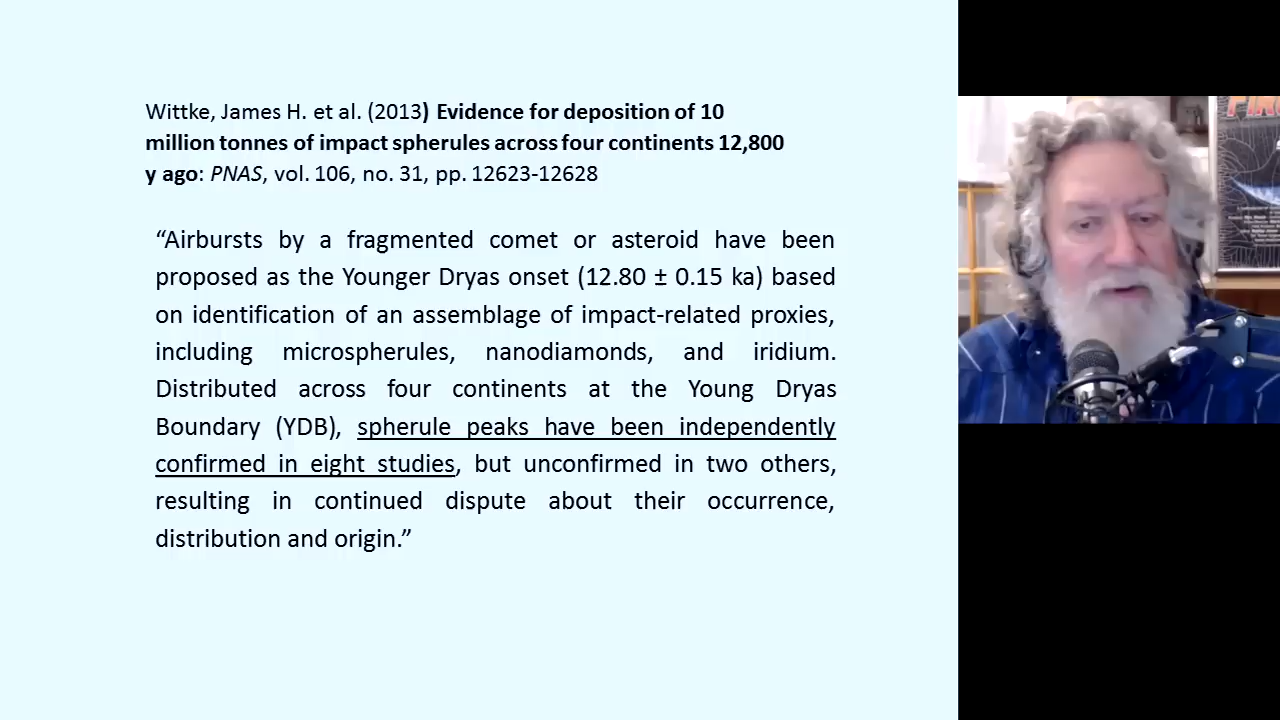 Wittke, James H. et al. (2013) Evidence for deposition of 10
million tonnes of impact spherules across four continents 12,800
y ago: PNAS, vol. 106, no. 31, pp. 12623-12628
“Airbursts by a fragmented comet or asteroid have been
proposed as the Younger Dryas onset (12.80 ± 0.15 ka) based
on identification of an assemblage of impact-related proxies,
including microspherules, nanodiamonds, and iridium.
Distributed across four continents at the Young Dryas
Boundary (YDB), spherule peaks have been independently
confirmed in eight studies, but unconfirmed in two others,
resulting in continued dispute about their occurrence,
distribution and origin.”